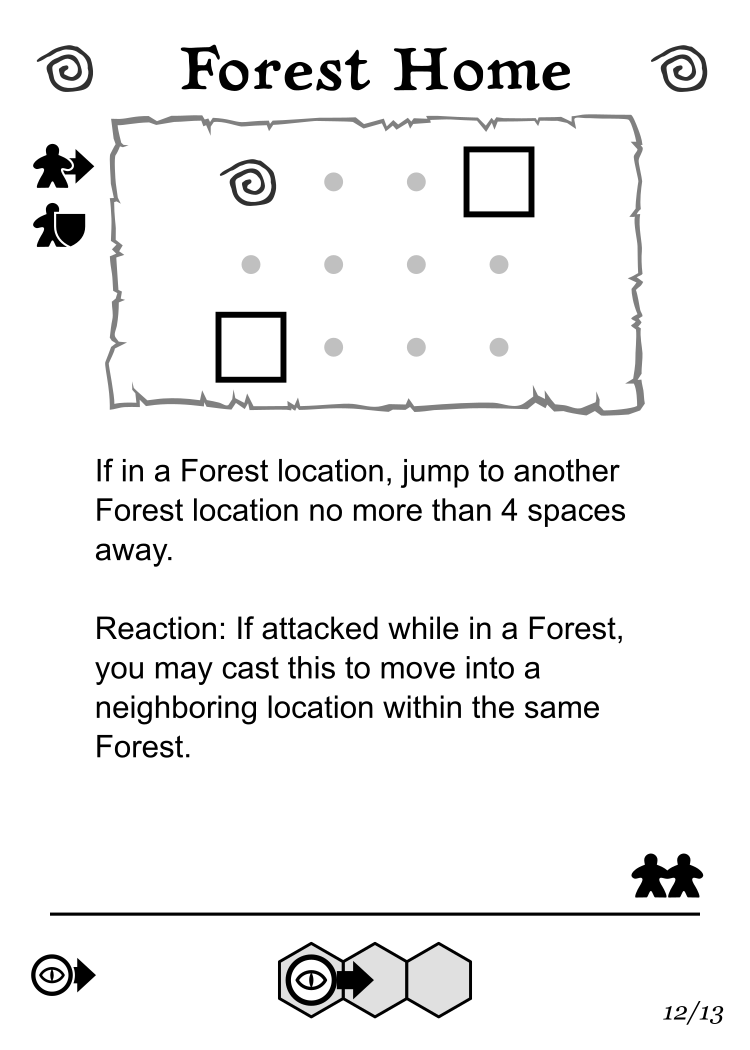 Forest Home
If in a Forest location, jump to another
Forest location no more than 4 spaces
away.
Reaction: If attacked while in a Forest,
you may cast this to move into a
neighboring location within the same
Forest.
12/13